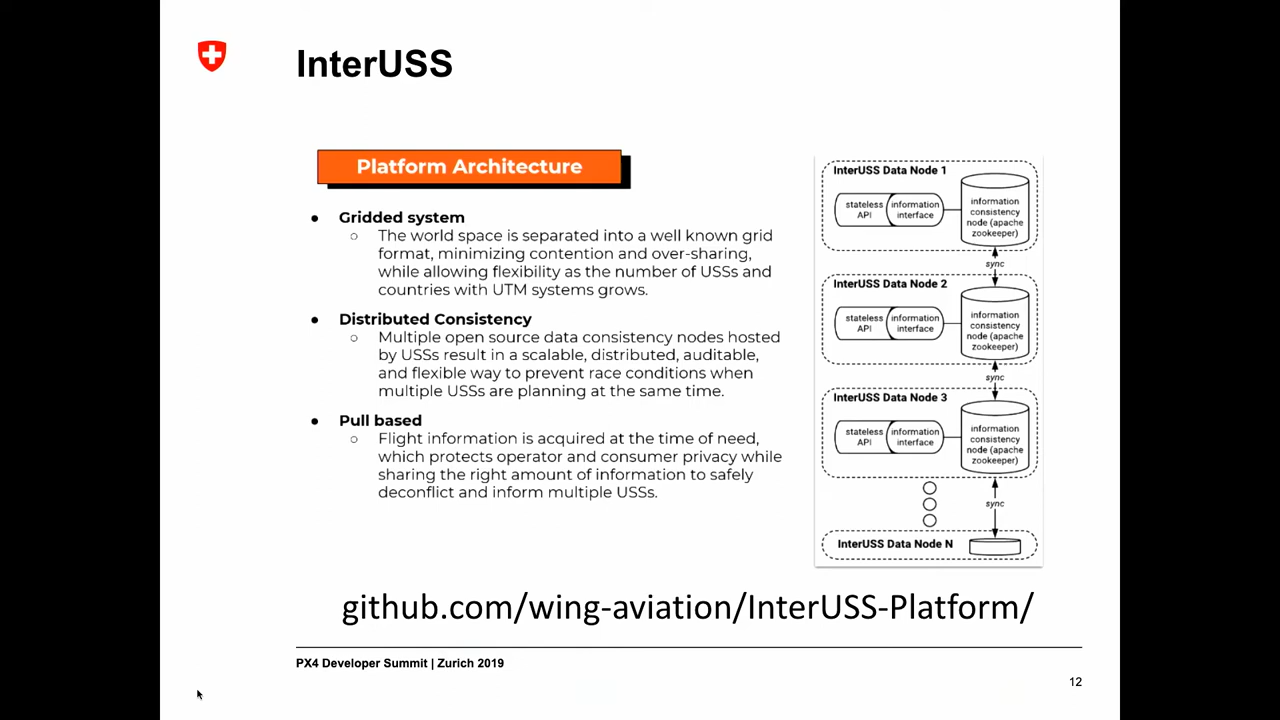 InterUSS
Platform Architecture
● Gridded system
○ The world space is separated into a well known grid
format, minimizing contention and over-sharing,
while allowing flexibility as the number of USSs and
countries with UTM systems grows.
● Distributed Consistency
○ Multiple open source data consistency nodes hosted
by USSs result in a scalable, distributed, auditable,
and flexible way to prevent race conditions when
multiple USSs are planning at the same time.
● Pull based
○ Flight information is acquired at the time of need,
which protects operator and consumer privacy while
sharing the right amount of information to safely
deconflict and inform multiple USSs.
InterUSS Data Node 1
stateless
API
information
interface
information
consistency
node (apache
zookeeper)
sync
InterUSS Data Node 2
stateless
API
information
interface
information
consistency
node (apache
zookeeper)
sync
InterUSS Data Node 3
stateless
API
information
interface
information
consistency
node (apache
zookeeper)
sync
InterUSS Data Node N
github.com/wing-aviation/InterUSS-Platform/
PX4 Developer Summit | Zurich 2019
12